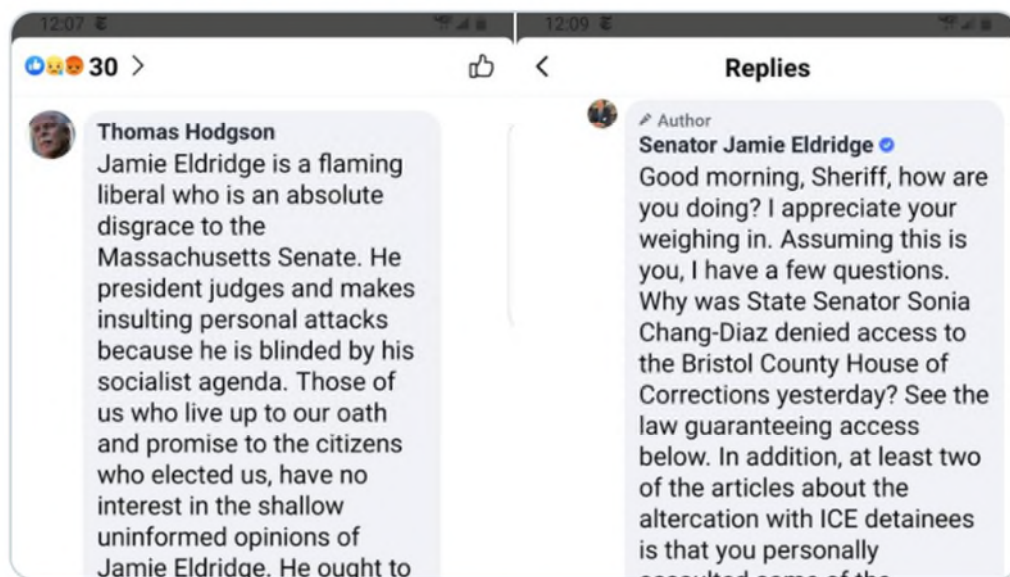 12:07
30
Thomas Hodgson
Jamie Eldridge is a flaming
liberal who is an absolute
disgrace to the
Massachusetts Senate. He
president judges and makes
insulting personal attacks
because he is blinded by his
socialist agenda. Those of
us who live up to our oath
and promise to the citizens
who elected us, have no
interest in the shallow
uninformed opinions of
Jamie Eldridge. He ought to
12:09
Replies
Author
Senator Jamie Eldridge
Good morning, Sheriff, how are
you doing? I appreciate your
weighing in. Assuming this is
you, I have a few questions.
Why was State Senator Sonia
Chang-Diaz denied access to
the Bristol County House of
Corrections yesterday? See the
law guaranteeing access
below. In addition, at least two
of the articles about the
altercation with ICE detainees
is that you personally
assaulted some of the